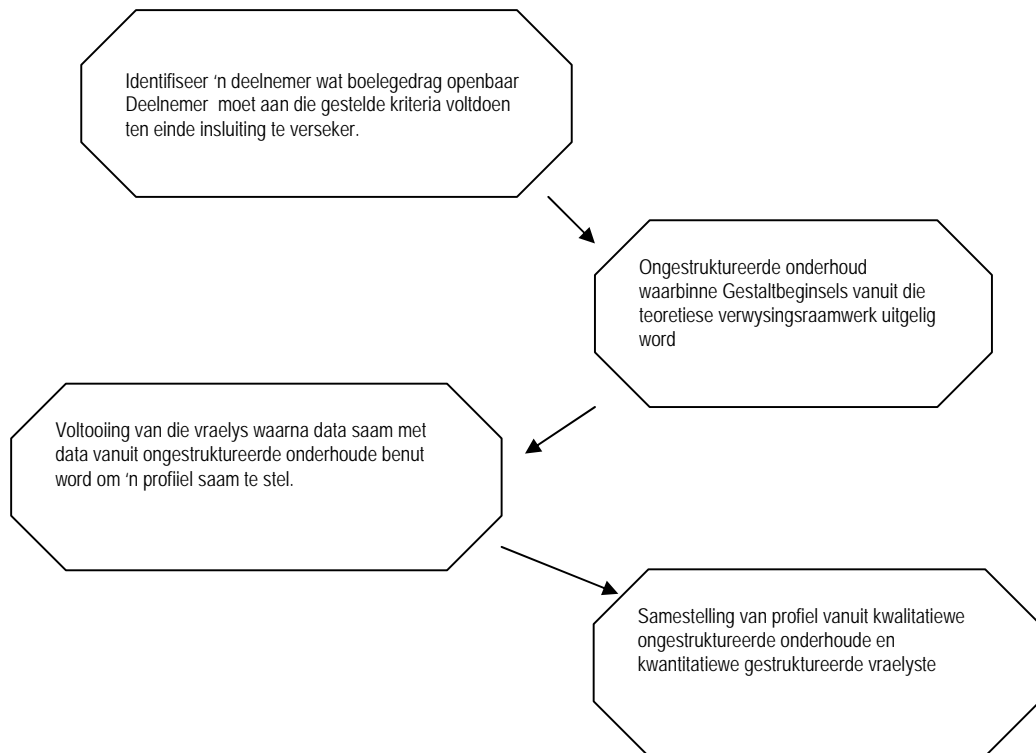 Identifiseer ‘n deelnemer wat boelegedrag openbaar
Deelnemer moet aan die gestelde kriteria voltdoen
ten einde insluiting te verseker.
Ongestruktureerde onderhoud
waarbinne Gestaltbeginsels vanuit die
teoretiese verwysingsraamwerk uitgelig
word
Voltooiing van die vraelys waarna data saam met
data vanuit ongestruktureerde onderhoude benut
word om ‘n profiiel saam te stel.
Samestelling van profiel vanuit kwalitatiewe
ongestruktureerde onderhoude en
kwantitatiewe gestruktureerde vraelyste